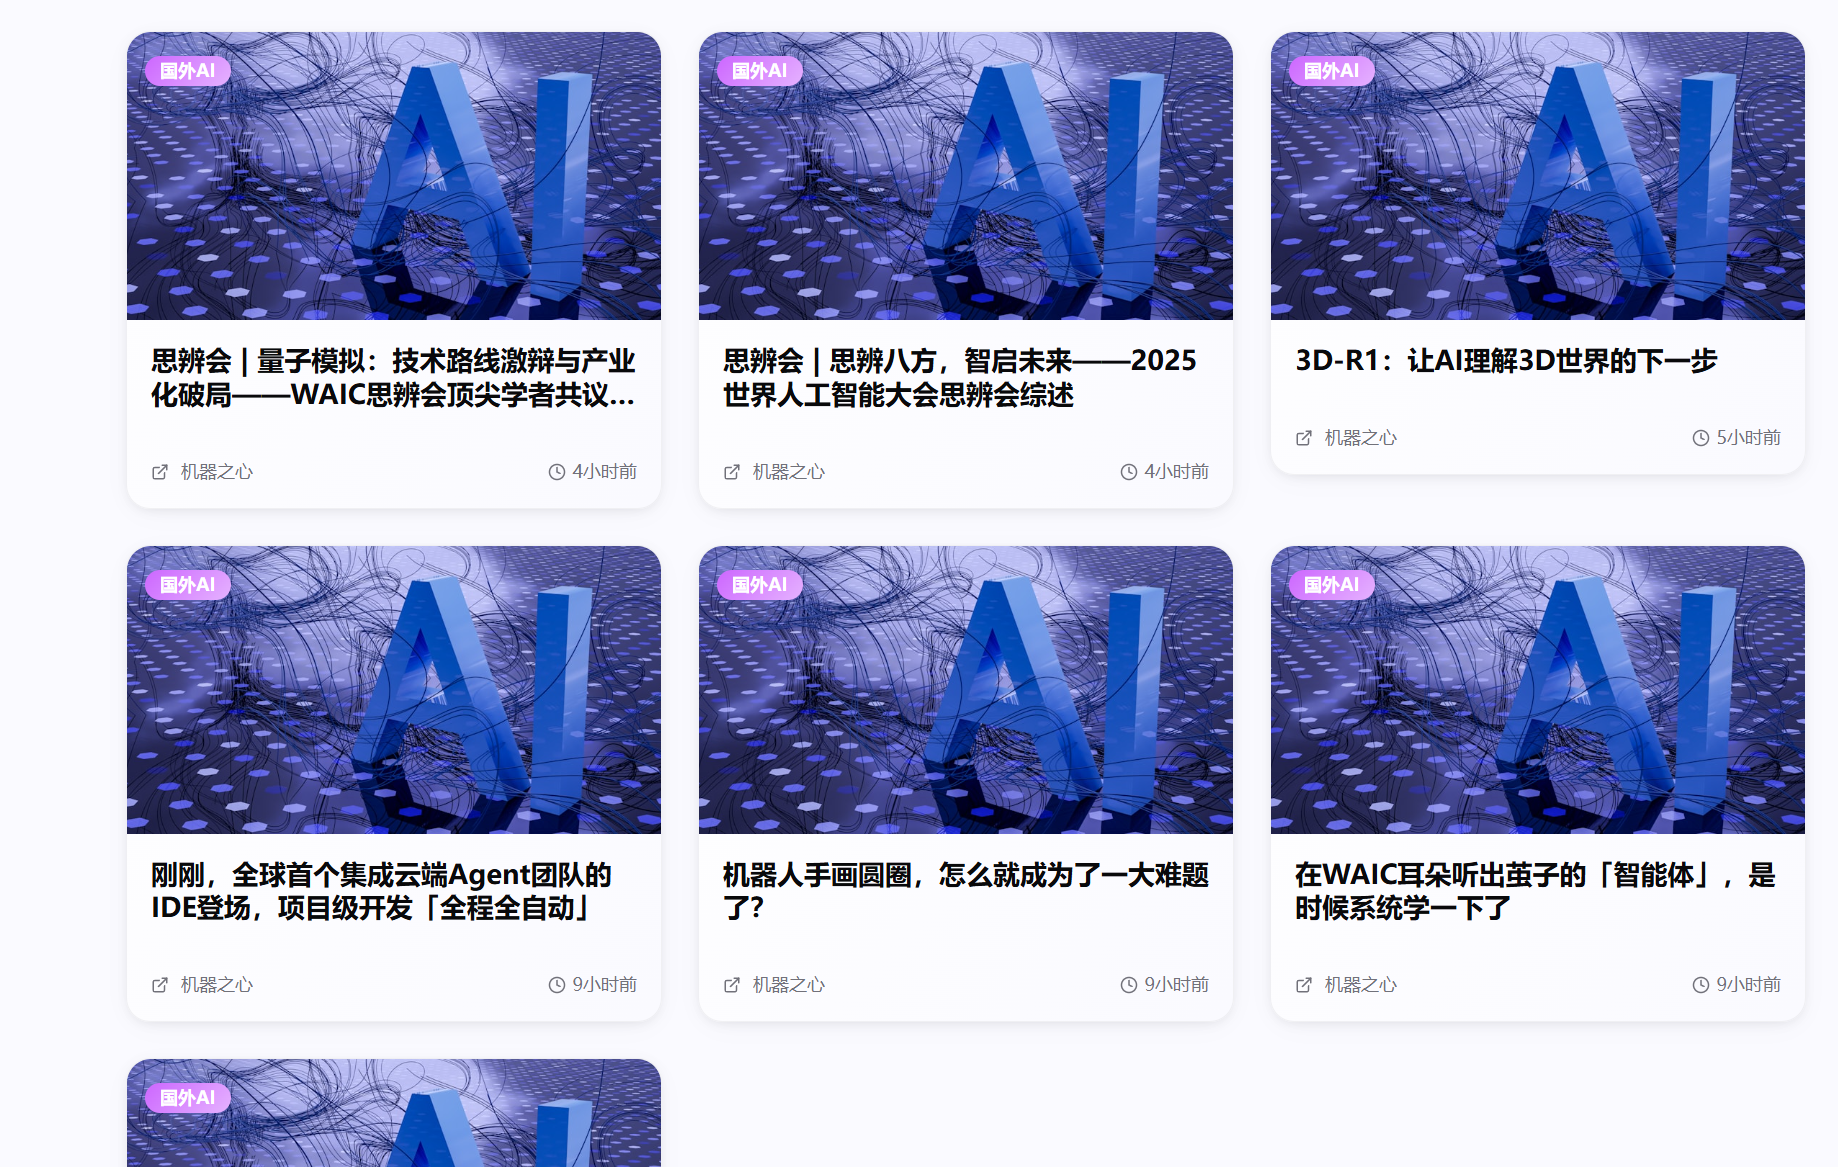 国外AI
国外AI
国外AI
思辨会 | 量子模拟：技术路线激辩与产业
化破局——WAIC思辨会顶尖学者共议...
思辨会 | 思辨八方，智启未来——2025
世界人工智能大会思辨会综述
3D-R1：让AI理解3D世界的下一步
机器之心
5小时前
机器之心
4小时前
机器之心
4小时前
国外AI
国外AI
国外AI
刚刚，全球首个集成云端Agent团队的
IDE登场，项目级开发「全程全自动」
机器人手画圆圈，怎么就成为了一大难题
了?
在WAIC耳朵听出茧子的「智能体」，是
时候系统学一下了
机器之心
9小时前
机器之心
9小时前
机器之心
9小时前
国外AI